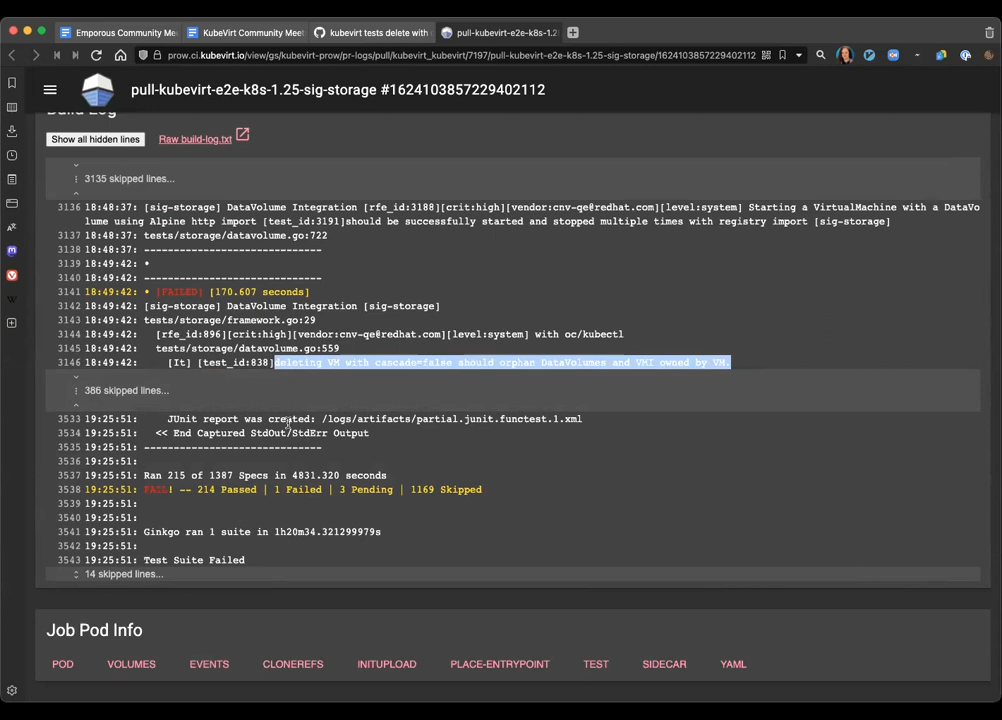 Emporous Community Me
KubeVirt Community Meet
kubevirt tests delete with
pull-kubevirt-e2e-k8s-1.2
prow.ci.kubevirt.io/view/gs/kubevirt-prow/pr-logs/pull/kubevirt_kubevirt/7197/pull-kubevirt-e2e-k8s-1.25-sig-storage/1624103857229402112
pull-kubevirt-e2e-k8s-1.25-sig-storage #1624103857229402112
Build Log
Show all hidden lines
Raw build-log.txt
3135 skipped lines...
3136 18:48:37: [sig-storage] DataVolume Integration [rfe_id:3188][crit:high][vendor:cnv-qe@redhat.com][level:system] Starting a VirtualMachine with a DataVo
lume using Alpine http import [test_id:3191]should be successfully started and stopped multiple times with registry import [sig-storage]
3137 18:48:37: tests/storage/datavolume.go:722
3138 18:48:37: ------------------------------
3139 18:49:42: •
3140 18:49:42: ------------------------------
3141 18:49:42: • [FAILED] [170.607 seconds]
3142 18:49:42: [sig-storage] DataVolume Integration [sig-storage]
3143 18:49:42: tests/storage/framework.go:29
3144 18:49:42: [rfe_id:896][crit:high][vendor:cnv-qe@redhat.com][level:system] with oc/kubectl
3145 18:49:42: tests/storage/datavolume.go:559
3146 18:49:42: [It] [test_id:838]deleting VM with cascade=false should orphan DataVolumes and VMI owned by VM.
386 skipped lines...
3533 19:25:51: JUnit report was created: /logs/artifacts/partial.junit.functest.1.xml
3534 19:25:51: << End Captured StdOut/StdErr Output
3535 19:25:51: ------------------------------
3536 19:25:51:
3537 19:25:51: Ran 215 of 1387 Specs in 4831.320 seconds
3538 19:25:51: FAIL! -- 214 Passed | 1 Failed | 3 Pending | 1169 Skipped
3539 19:25:51:
3540 19:25:51:
3541 19:25:51: Ginkgo ran 1 suite in 1h20m34.321299979s
3542 19:25:51:
3543 19:25:51: Test Suite Failed
14 skipped lines...
Job Pod Info
POD VOLUMES EVENTS CLONEREFS INITUPLOAD PLACE-ENTRYPOINT TEST SIDECAR YAML